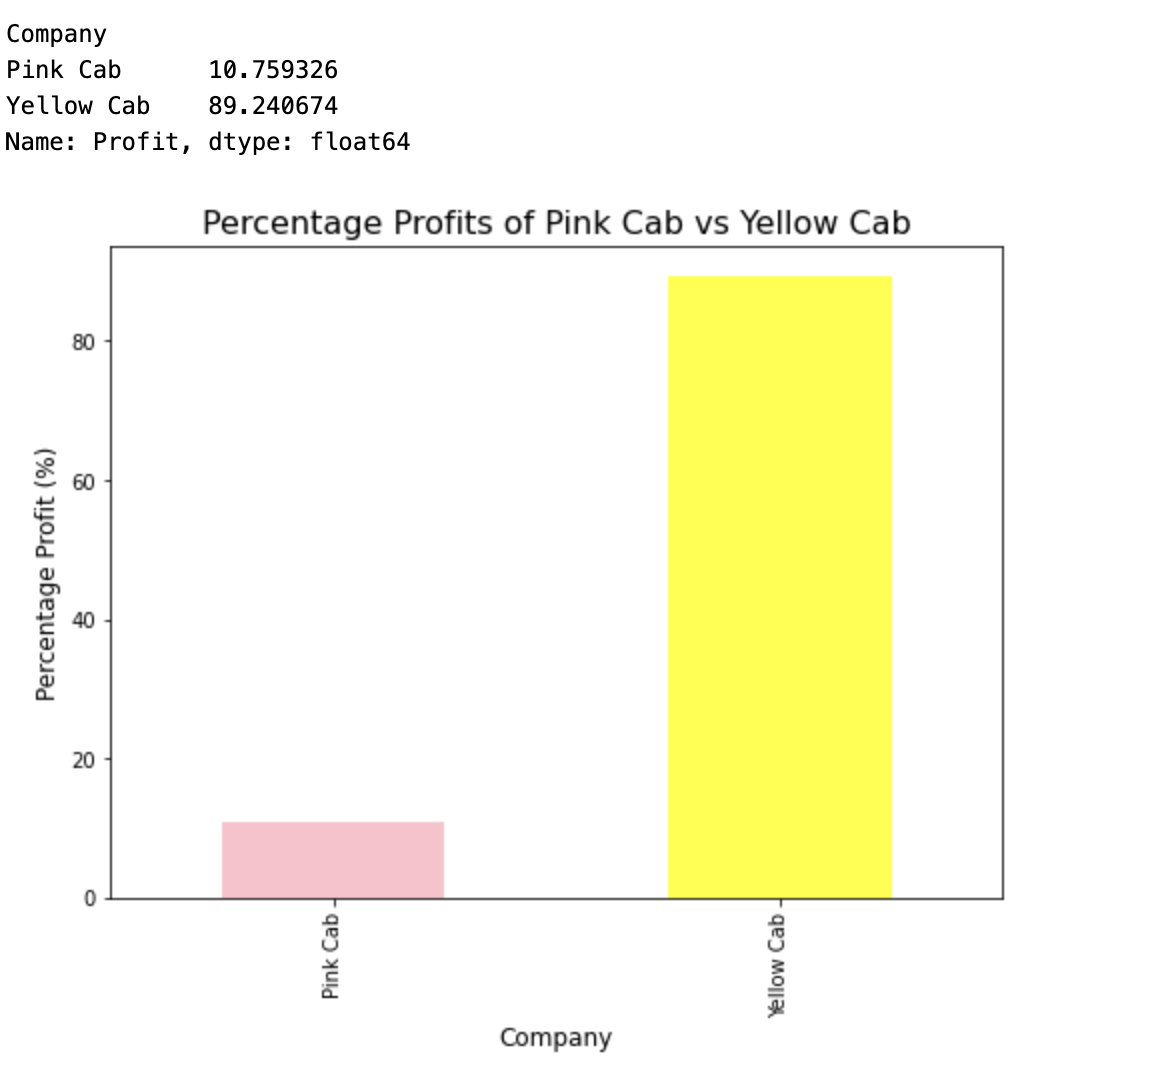 Company
Pink Cab 10.759326
Yellow Cab 89.240674
Name: Profit, dtype: float64
Percentage Profits of Pink Cab vs Yellow Cab
Percentage Profit (%)
80
60
40
20
0
Pink Cab
Yellow Cab
Company